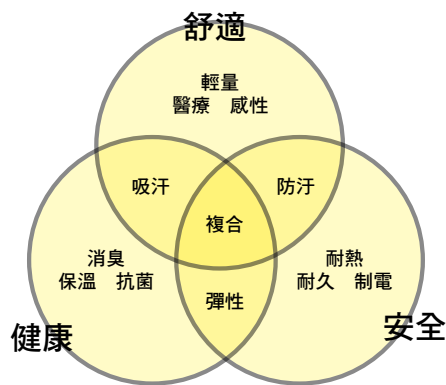 舒適
輕量
醫療　感性
吸汗
防汙
複合
消臭
保溫　抗菌
耐熱
耐久　制電
彈性
健康
安全